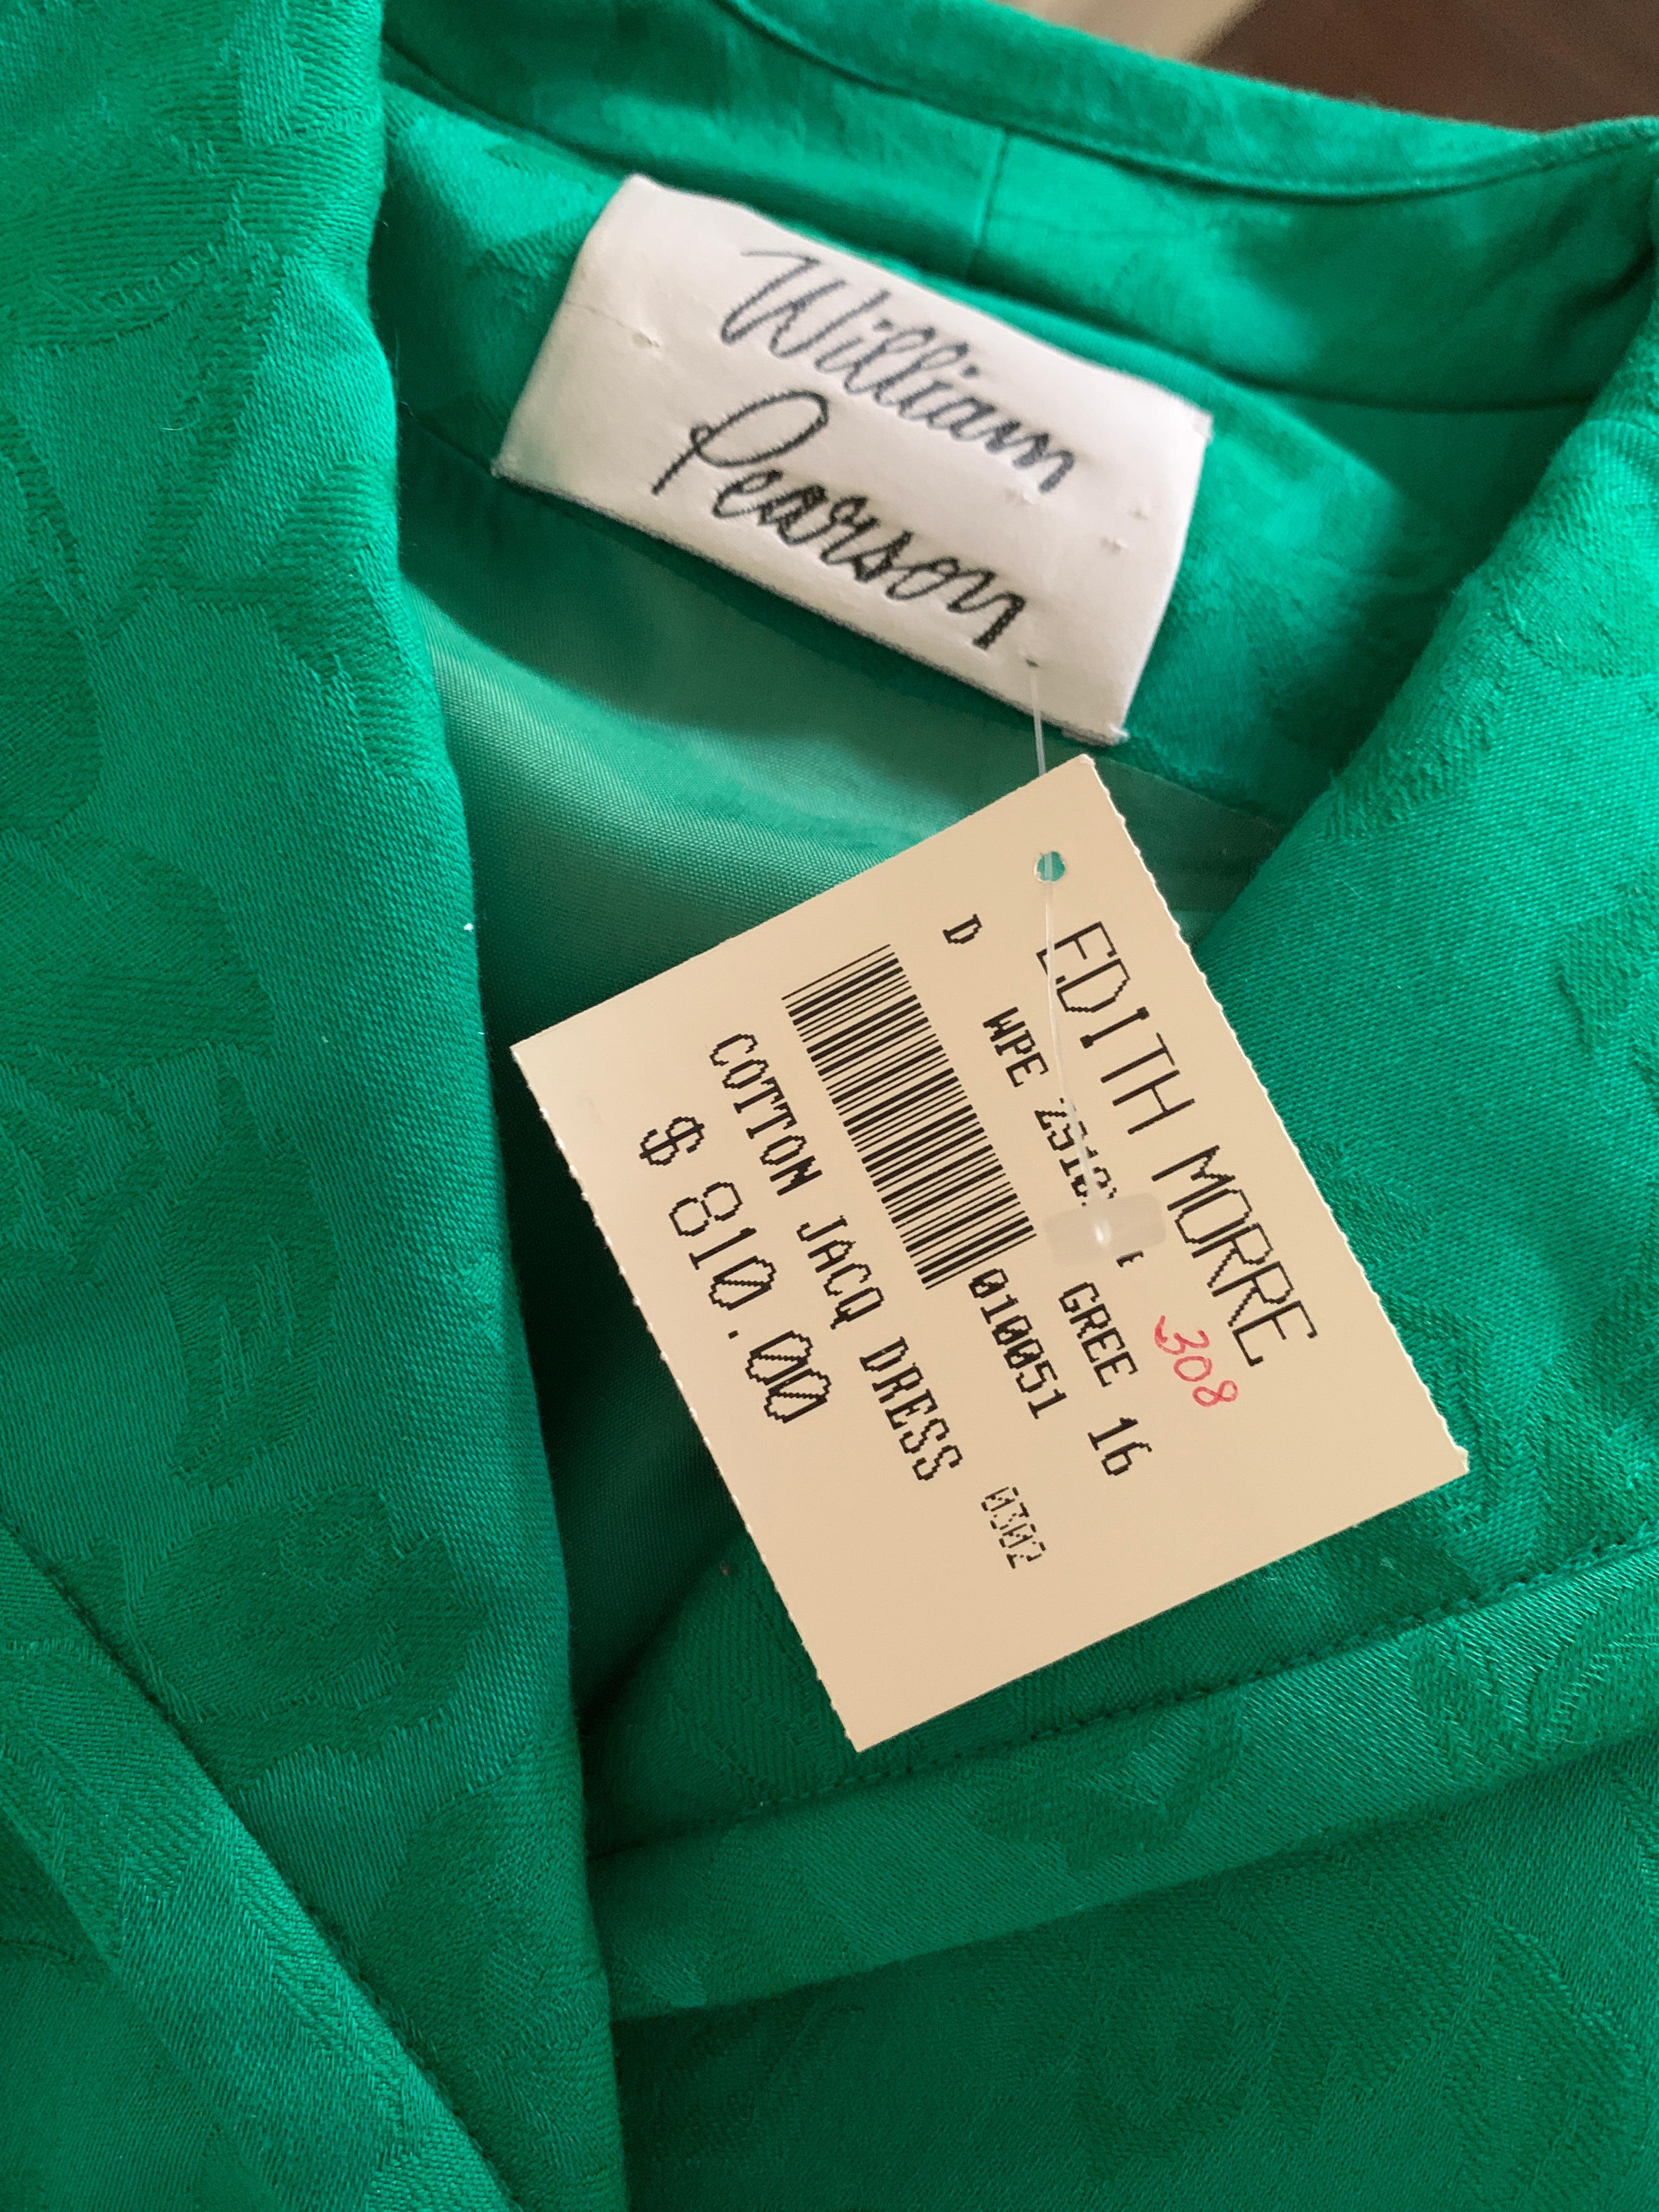 William
Pearson
EDITH MORRE
308
D WPE GREE 16
010051
COTTON JACQ DRESS 0302
$ 810.00